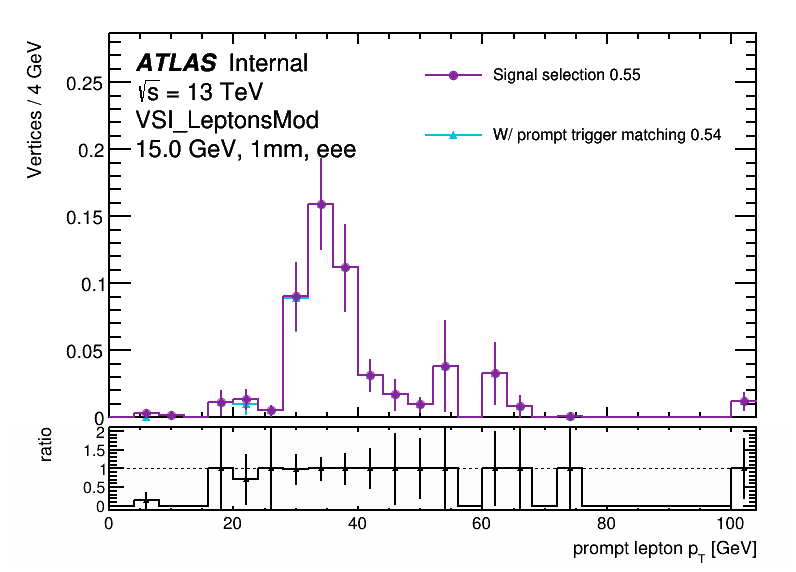 ATLAS Internal
√s = 13 TeV
VSI_LeptonsMod
15.0 GeV, 1mm, eee
Signal selection 0.55
W/ prompt trigger matching 0.54
Vertices / 4 GeV
0.25
0.2
0.15
0.1
0.05
0
ratio
2
1.5
1
0.5
0
0 20 40 60 80 100
prompt lepton pT [GeV]